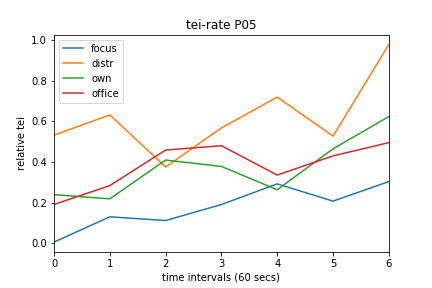 tei-rate P05
1.0
0.8
0.6
0.4
0.2
0.0
relative tei
focus
distr
own
office
0 1 2 3 4 5 6
time intervals (60 secs)